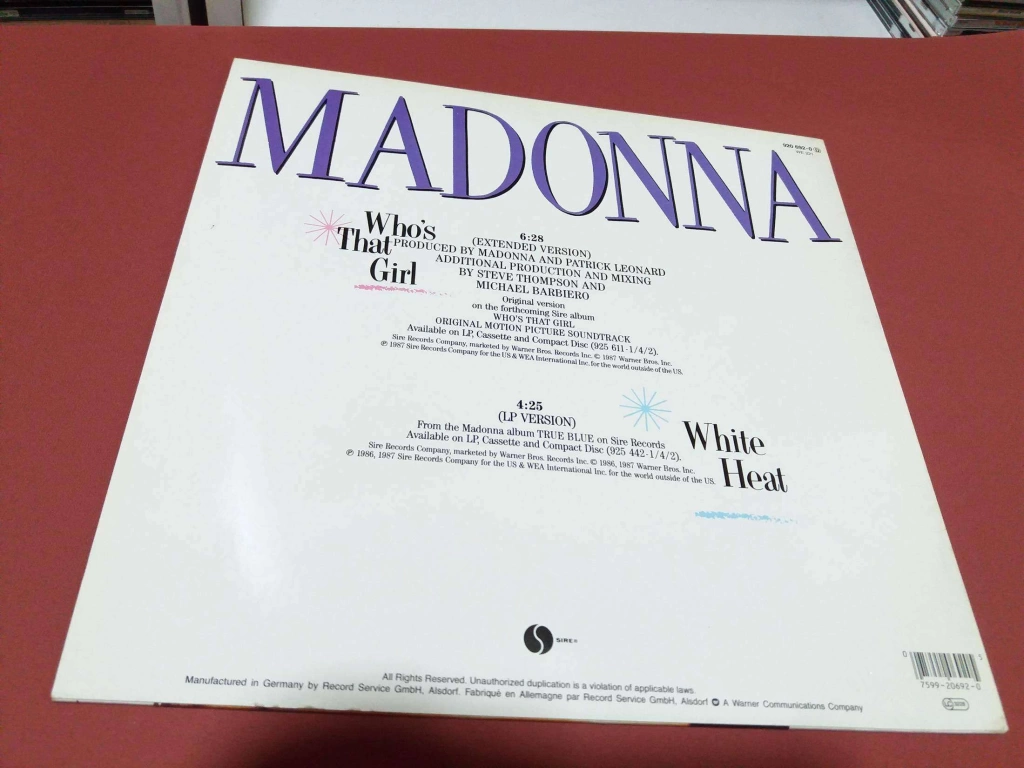 MADONNA
920 692-0
Who's
That
Girl
6:28
(EXTENDED VERSION)
PRODUCED BY MADONNA AND PATRICK LEONARD
ADDITIONAL PRODUCTION AND MIXING
BY STEVE THOMPSON AND
MICHAEL BARBIERO
Original version
on the forthcoming Sire album
WHO'S THAT GIRL
ORIGINAL MOTION PICTURE SOUNDTRACK
Available on LP, Cassette and Compact Disc (925 611-1/4/2).
Sire Records Company, marketed by Warner Bros. Records Inc. © 1987 Warner Bros. Inc.
℗ 1987 Sire Records Company for the US & WEA International Inc. for the world outside of the US.
4:25
(LP VERSION)
From the Madonna album TRUE BLUE on Sire Records
Available on LP, Cassette and Compact Disc (925 442-1/4/2).
Sire Records Company, marketed by Warner Bros. Records Inc. © 1986, 1987 Warner Bros. Inc.
℗ 1986, 1987 Sire Records Company for the US & WEA International Inc. for the world outside of the US.
White
Heat
SIRE®
All Rights Reserved. Unauthorized duplication is a violation of applicable laws.
Manufactured in Germany by Record Service GmbH, Alsdorf. Fabriqué en Allemagne par Record Service GmbH, Alsdorf A Warner Communications Company
0 5
7599-20692-0